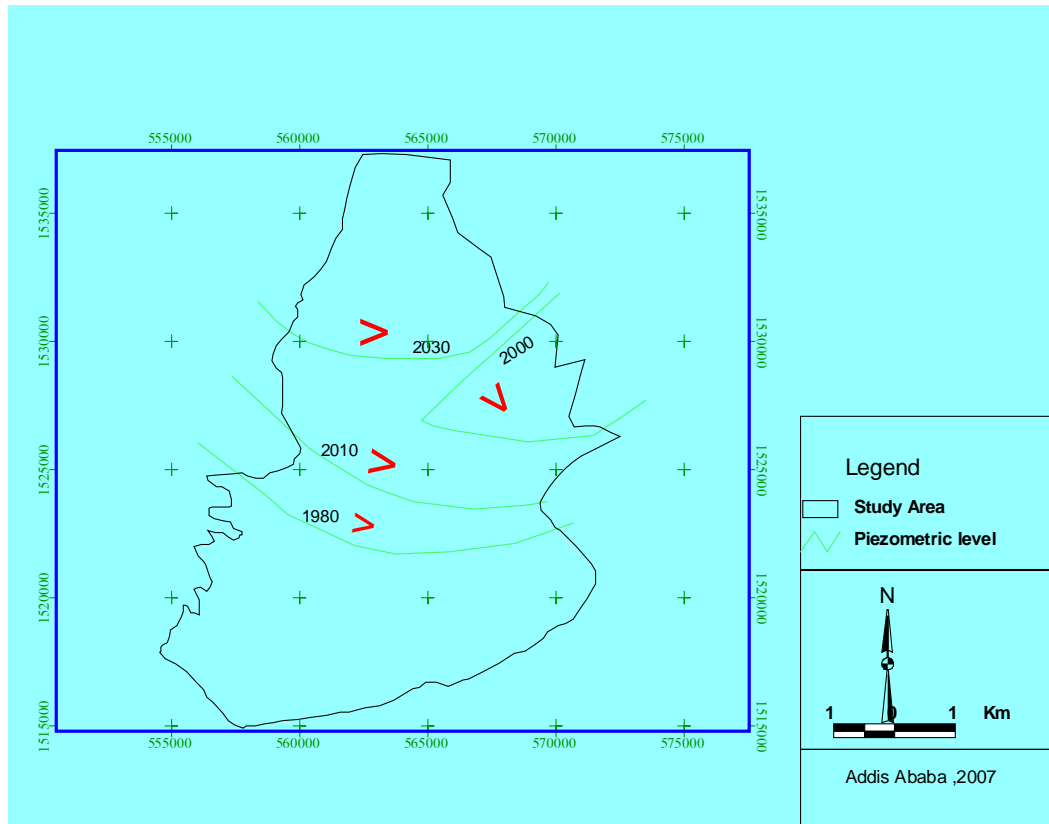 555000 560000 565000 570000 575000
1535000 1535000
1530000 1530000
2030
2000
2010
1525000 1525000
1980
1520000 1520000
1515000 1515000
555000 560000 565000 570000 575000
Legend
Study Area
Piezometric level
N
1 0 1 Km
Addis Ababa ,2007